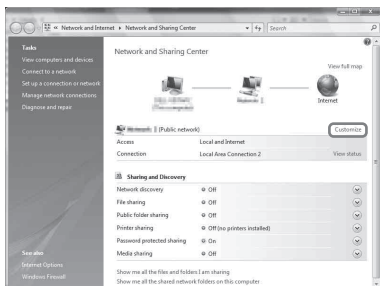 « Network and Internet ▸ Network and Sharing Center
Search
Tasks
View computers and devices
Connect to a network
Set up a connection or network
Manage network connections
Diagnose and repair
See also
Internet Options
Windows Firewall
Network and Sharing Center
View full map
Internet
(Public network)
Customize
Access Local and Internet
Connection Local Area Connection 2 View status
Sharing and Discovery
Network discovery Off
File sharing Off
Public folder sharing Off
Printer sharing Off (no printers installed)
Password protected sharing On
Media sharing Off
Show me all the files and folders I am sharing
Show me all the shared network folders on this computer